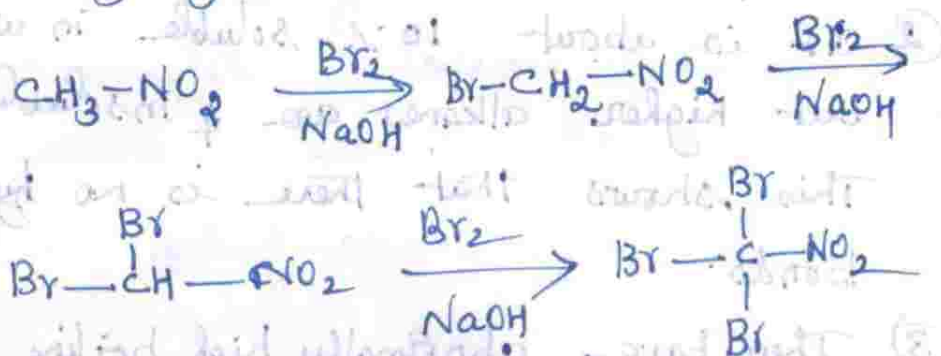 CH₃-NO₂ Br₂ NaOH Br-CH₂-NO₂ Br₂ NaOH
Br Br-CH-NO₂ Br₂ NaOH Br Br-C-NO₂ Br